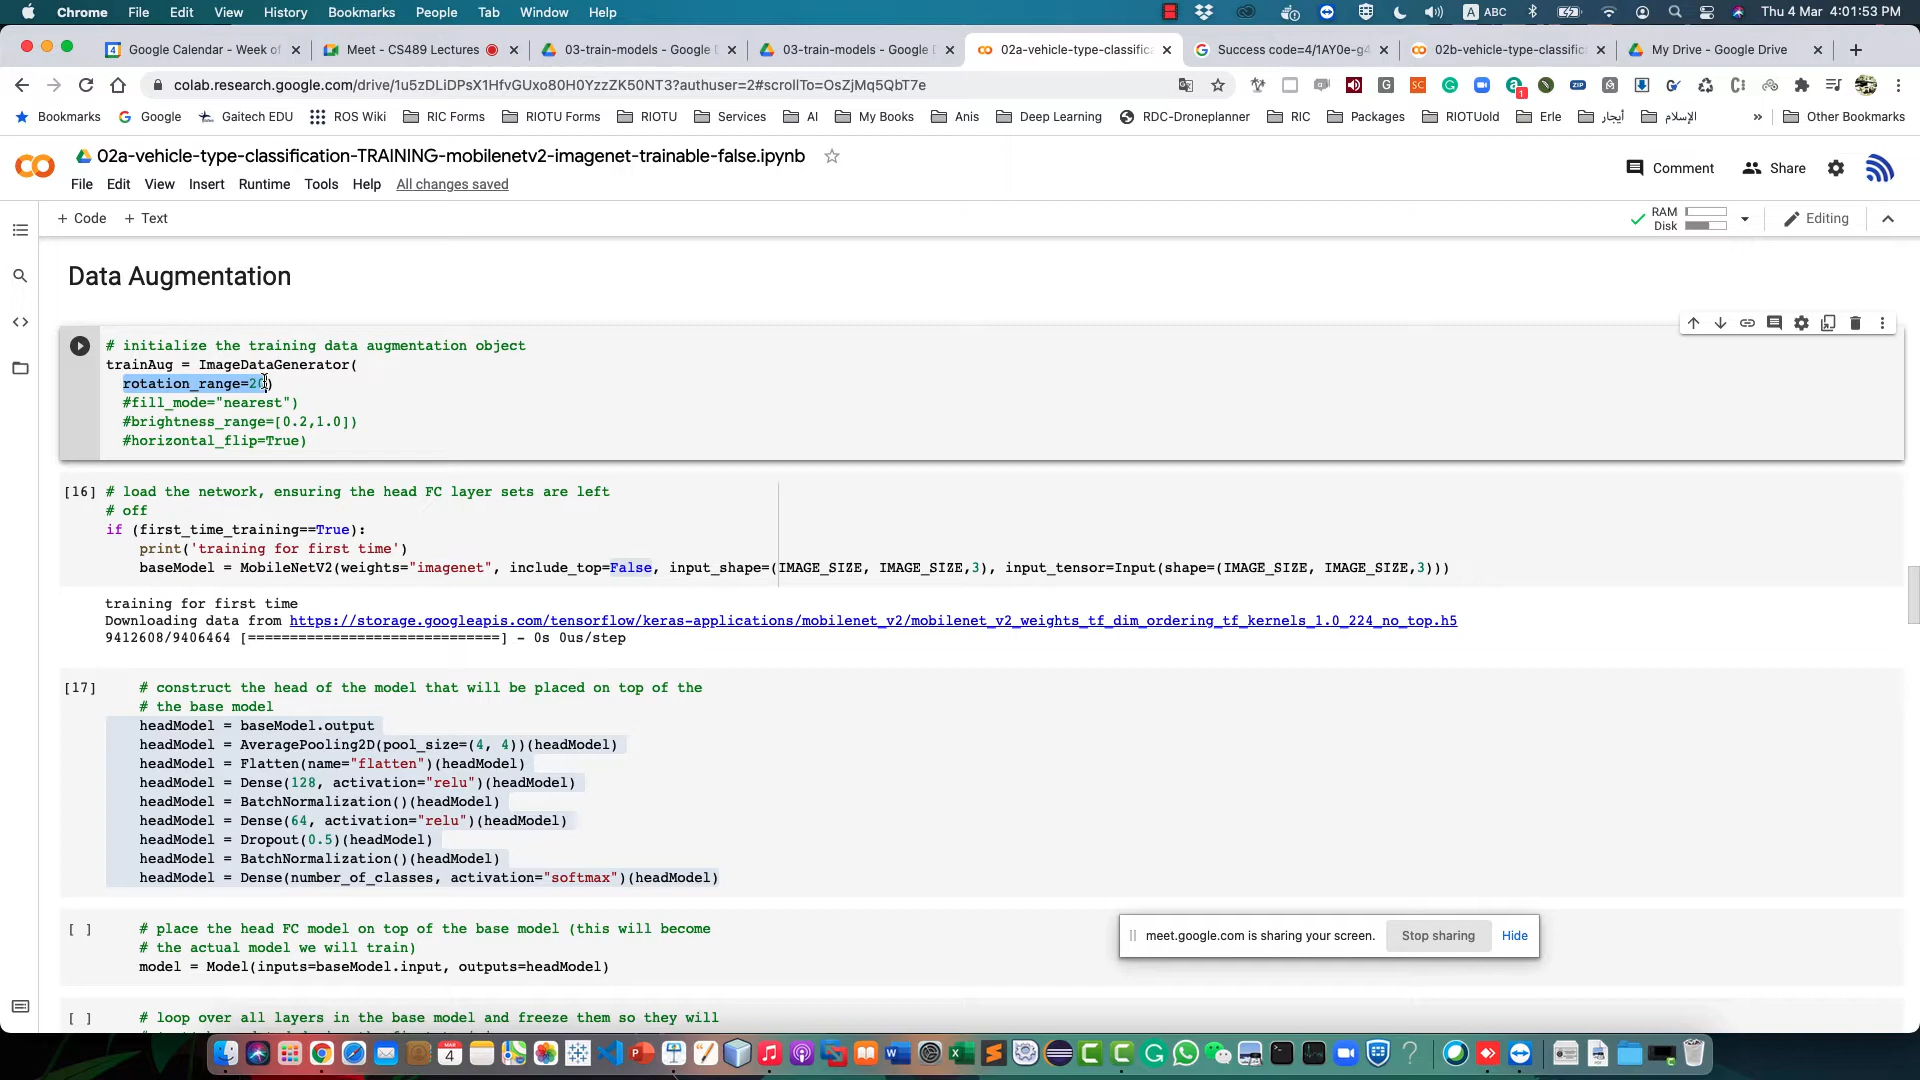 Chrome File Edit View History Bookmarks People Tab Window Help
ABC Thu 4 Mar 4:01:53 PM
Google Calendar - Week of
Meet - CS489 Lectures
03-train-models - Google D
03-train-models - Google D
02a-vehicle-type-classifica
Success code=4/1AY0e-g4
02b-vehicle-type-classific
My Drive - Google Drive
colab.research.google.com/drive/1u5zDLiDPsX1HfvGUxo80H0YzzZK50NT3?authuser=2#scrollTo=OsZjMq5QbT7e
Bookmarks Google Gaitech EDU ROS Wiki RIC Forms RIOTU Forms RIOTU Services AI My Books Anis Deep Learning RDC-Droneplanner RIC Packages RIOTUold Erle أيجار الإسلام » Other Bookmarks
02a-vehicle-type-classification-TRAINING-mobilenetv2-imagenet-trainable-false.ipynb
Comment Share
File Edit View Insert Runtime Tools Help All changes saved
+ Code + Text
RAM
Disk
Editing
Data Augmentation
# initialize the training data augmentation object
trainAug = ImageDataGenerator(
rotation_range=20)
#fill_mode="nearest")
#brightness_range=[0.2,1.0])
#horizontal_flip=True)
[16] # load the network, ensuring the head FC layer sets are left
# off
if (first_time_training==True):
print('training for first time')
baseModel = MobileNetV2(weights="imagenet", include_top=False, input_shape=(IMAGE_SIZE, IMAGE_SIZE,3), input_tensor=Input(shape=(IMAGE_SIZE, IMAGE_SIZE,3)))
training for first time
Downloading data from https://storage.googleapis.com/tensorflow/keras-applications/mobilenet_v2/mobilenet_v2_weights_tf_dim_ordering_tf_kernels_1.0_224_no_top.h5
9412608/9406464 [==============================] - 0s 0us/step
[17] # construct the head of the model that will be placed on top of the
# the base model
headModel = baseModel.output
headModel = AveragePooling2D(pool_size=(4, 4))(headModel)
headModel = Flatten(name="flatten")(headModel)
headModel = Dense(128, activation="relu")(headModel)
headModel = BatchNormalization()(headModel)
headModel = Dense(64, activation="relu")(headModel)
headModel = Dropout(0.5)(headModel)
headModel = BatchNormalization()(headModel)
headModel = Dense(number_of_classes, activation="softmax")(headModel)
[ ] # place the head FC model on top of the base model (this will become
# the actual model we will train)
model = Model(inputs=baseModel.input, outputs=headModel)
meet.google.com is sharing your screen. Stop sharing Hide
[ ] # loop over all layers in the base model and freeze them so they will